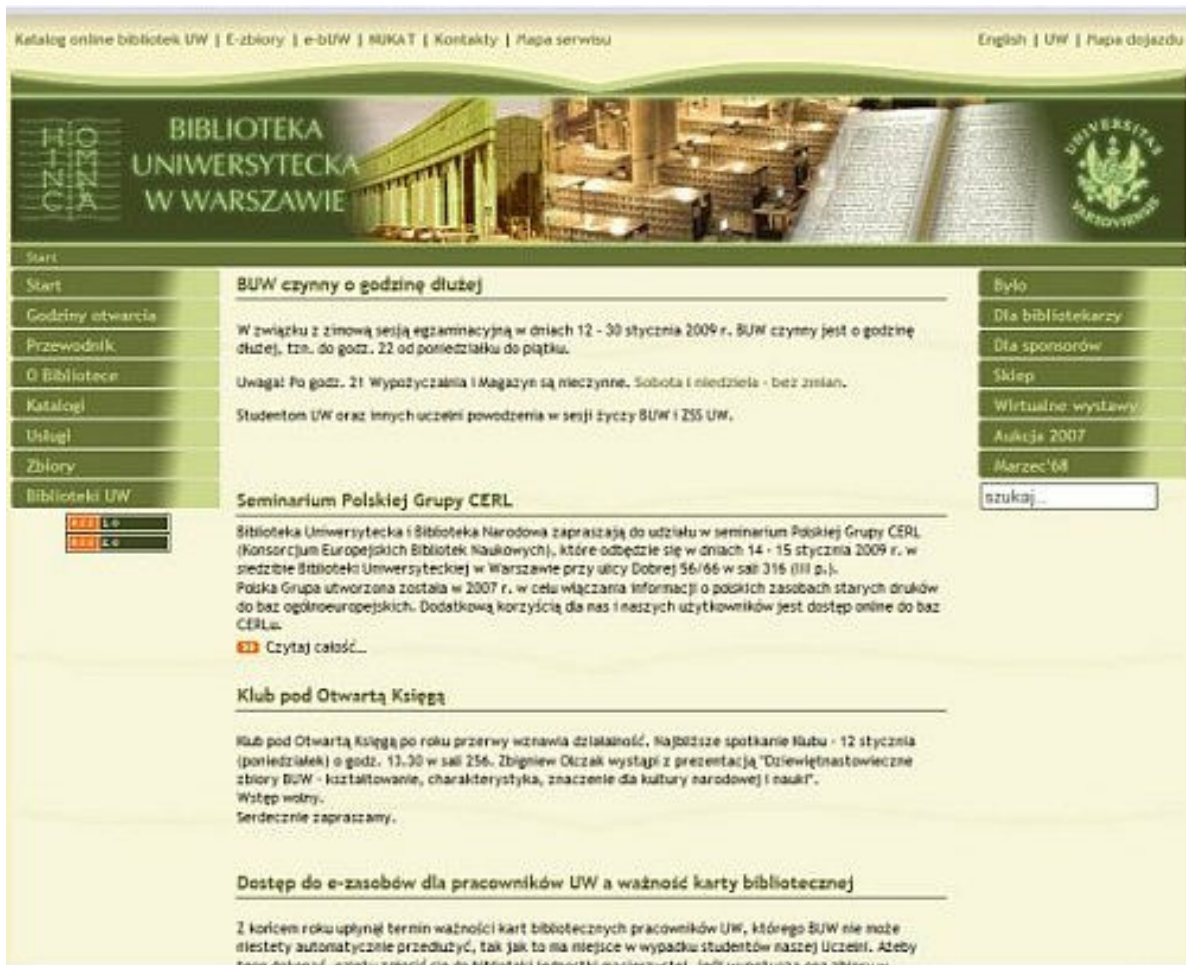 Katalog online bibliotek UW | E-zbiory | e-bUW | NUKAT | Kontakty | Mapa serwisu
English | UW | Mapa dojazdu
HINC OMNIA
BIBLIOTEKA
UNIWERSYTECKA
W WARSZAWIE
UNIVERSITAS VARSOVIENSIS
Start
Start
Godziny otwarcia
Przewodnik
O Bibliotece
Katalogi
Usługi
Zbiory
Biblioteki UW
BUW czynny o godzinę dłużej
W związku z zimową sesją egzaminacyjną w dniach 12 - 30 stycznia 2009 r. BUW czynny jest o godzinę
dłużej, tzn. do godz. 22 od poniedziałku do piątku.
Uwaga! Po godz. 21 Wypożyczalnia i Magazyn są nieczynne. Sobota i niedziela - bez zmian.
Studentom UW oraz innych uczelni powodzenia w sesji życzy BUW i ZSS UW.
Seminarium Polskiej Grupy CERL
Biblioteka Uniwersytecka i Biblioteka Narodowa zapraszają do udziału w seminarium Polskiej Grupy CERL
(Konsorcjum Europejskich Bibliotek Naukowych), które odbędzie się w dniach 14 - 15 stycznia 2009 r. w
siedzibie Biblioteki Uniwersyteckiej w Warszawie przy ulicy Dobrej 56/66 w sali 316 (III p.).
Polska Grupa utworzona została w 2007 r. w celu włączania informacji o polskich zasobach starych druków
do baz ogólnoeuropejskich. Dodatkową korzyścią dla nas i naszych użytkowników jest dostęp online do baz
CERLu.
Czytaj całość...
Klub pod Otwartą Księgą
Klub pod Otwartą Księgą po roku przerwy wznawia działalność. Najbliższe spotkanie Klubu - 12 stycznia
(poniedziałek) o godz. 13.30 w sali 256. Zbigniew Olczak wystąpi z prezentacją "Dziewiętnastowieczne
zbiory BUW - kształtowanie, charakterystyka, znaczenie dla kultury narodowej i nauki".
Wstęp wolny.
Serdecznie zapraszamy.
Dostęp do e-zasobów dla pracowników UW a ważność karty bibliotecznej
Z końcem roku upłynął termin ważności kart bibliotecznych pracowników UW, którego BUW nie może
niestety automatycznie przedłużyć, tak jak to ma miejsce w wypadku studentów naszej Uczelni. Ażeby
Było
Dla bibliotekarzy
Dla sponsorów
Sklep
Wirtualne wystawy
Aukcja 2007
Marzec'68
szukaj...